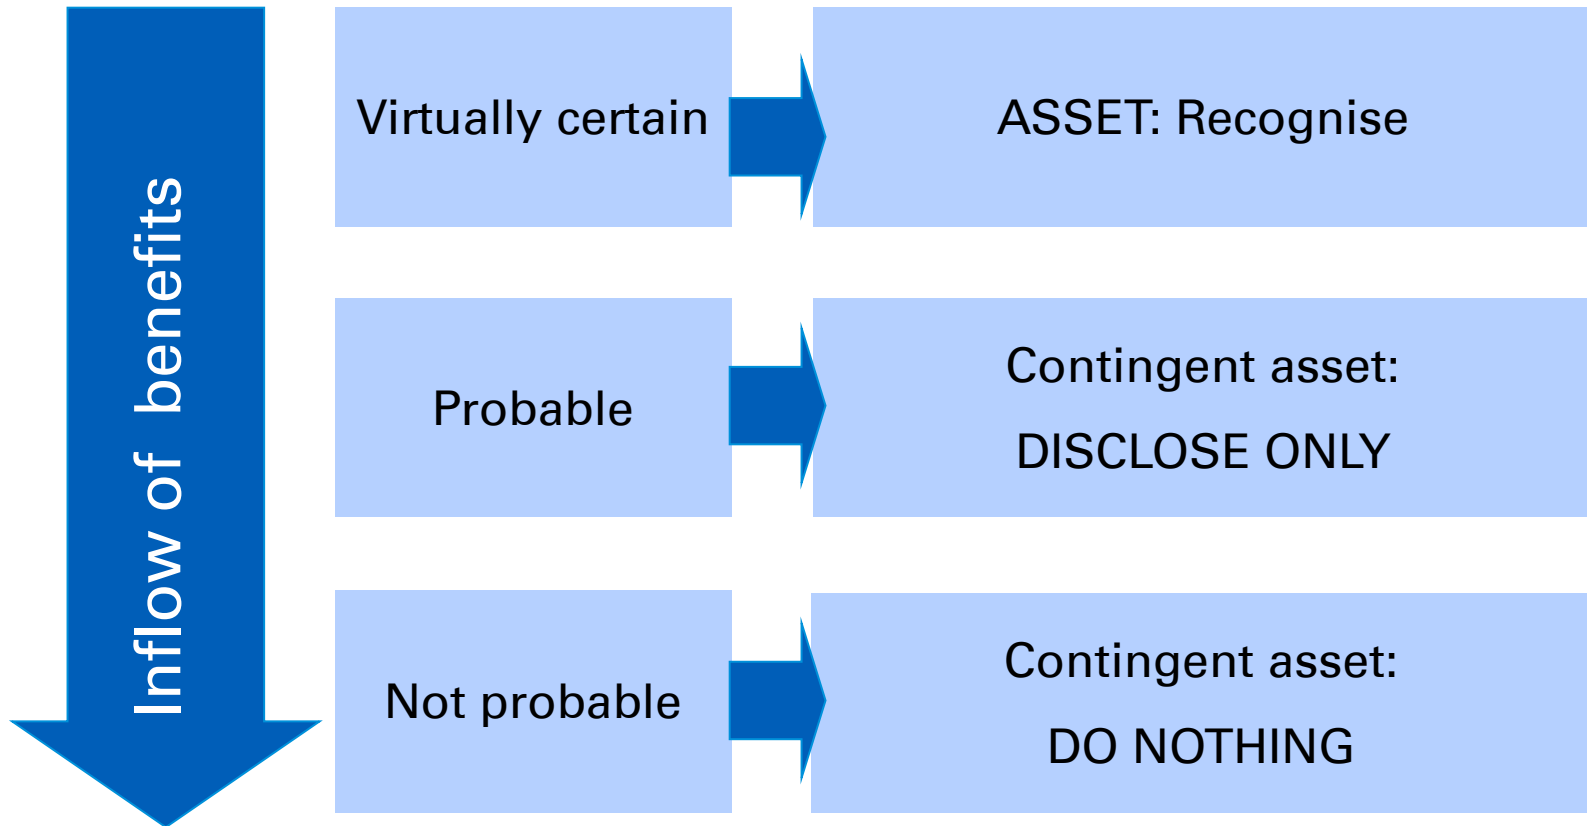 Inflow of benefits
Virtually certain
ASSET: Recognise
Probable
Contingent asset:
DISCLOSE ONLY
Not probable
Contingent asset:
DO NOTHING